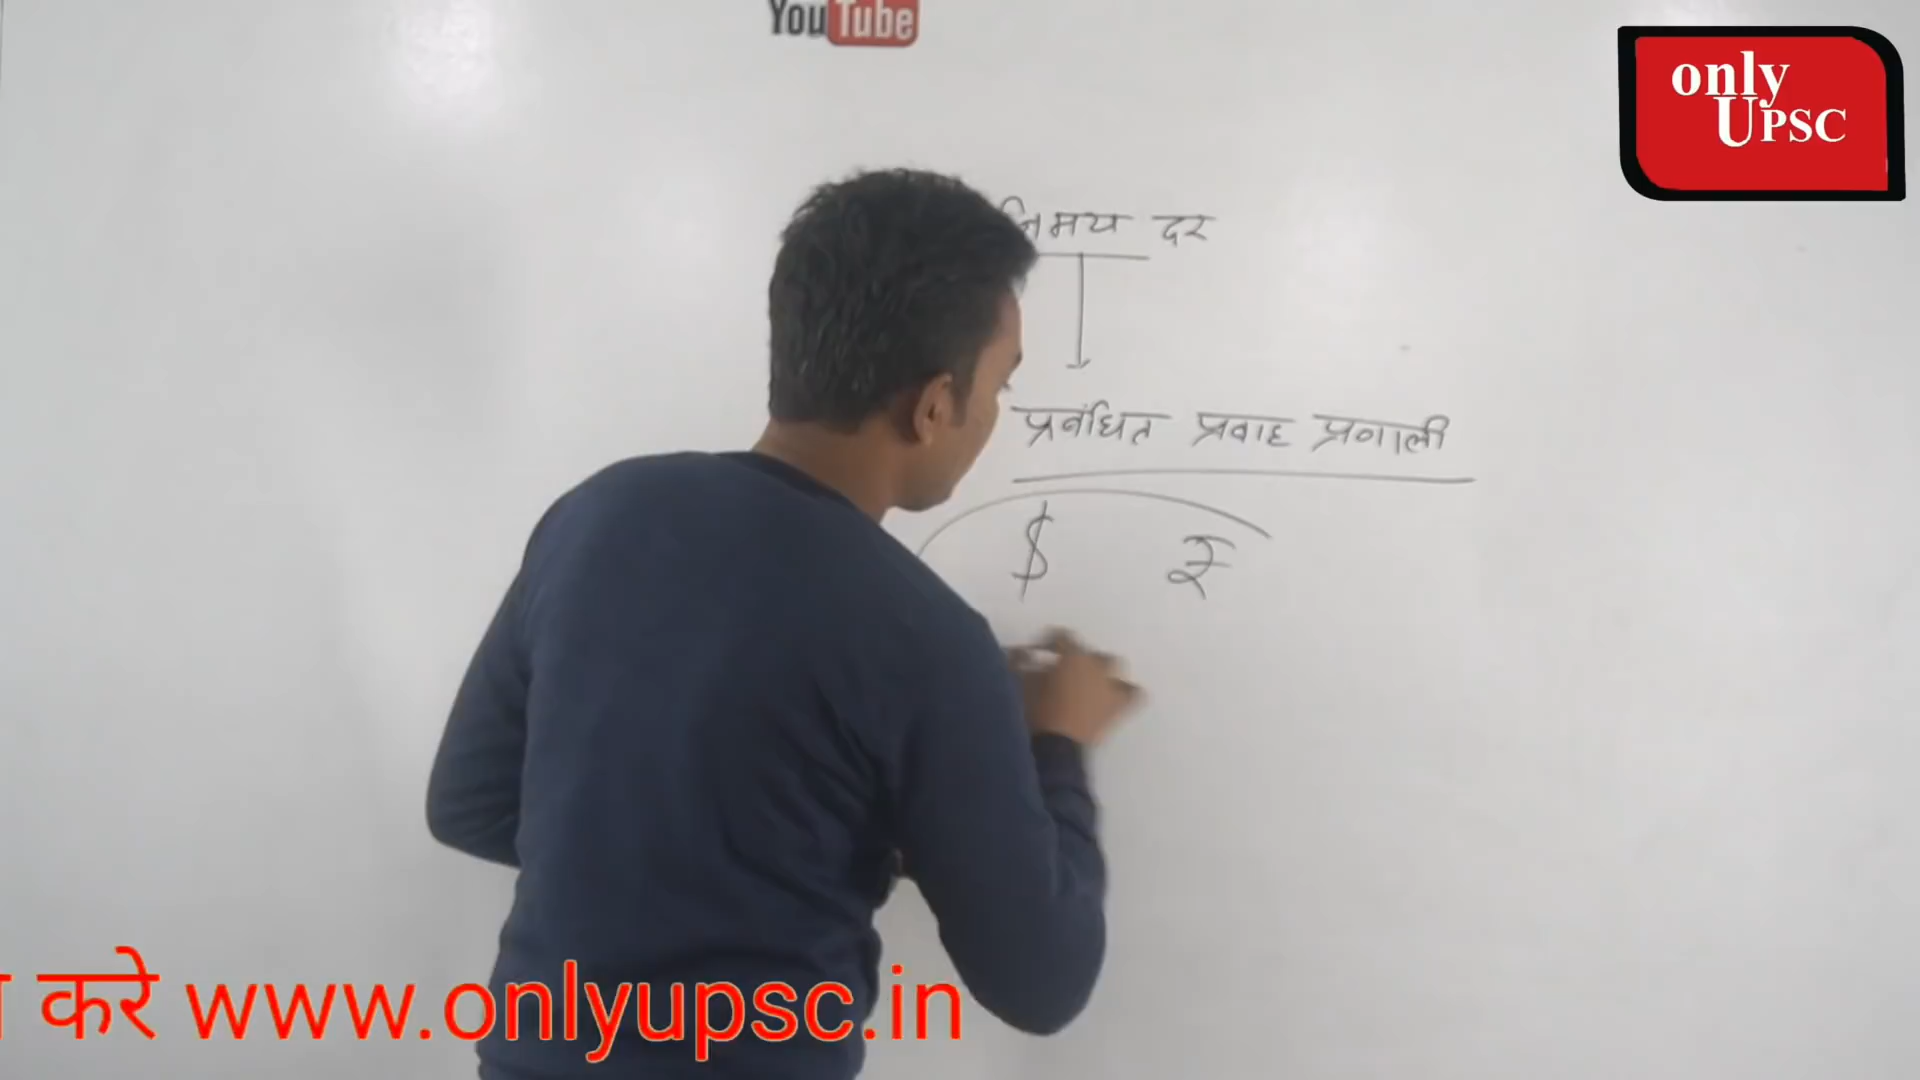 YouTube
only
UPSC
निमय दर
प्रबंधित प्रवाह प्रणाली
$ ₹
करे www.onlyupsc.in